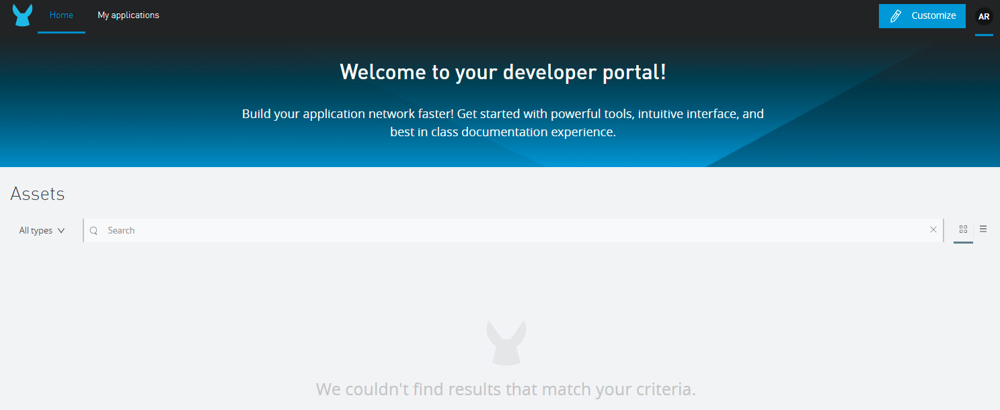 Home
My applications
Customize
AR
Welcome to your developer portal!
Build your application network faster! Get started with powerful tools, intuitive interface, and
best in class documentation experience.
Assets
All types
Search
We couldn't find results that match your criteria.